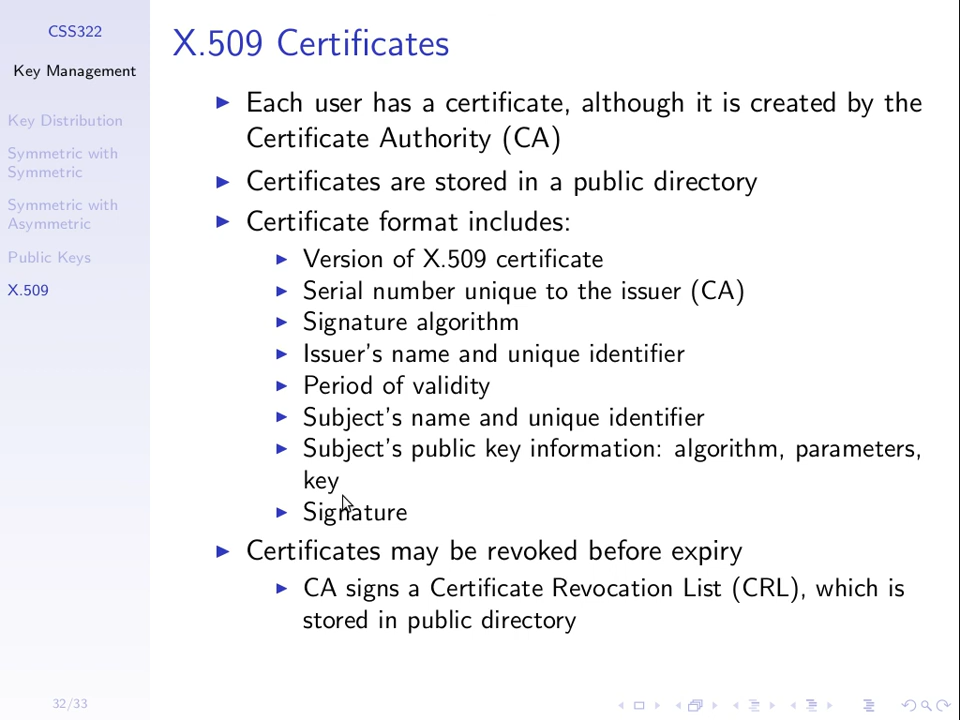 CSS322
Key Management
Key Distribution
Symmetric with
Symmetric
Symmetric with
Asymmetric
Public Keys
X.509
32/33
X.509 Certificates
Each user has a certificate, although it is created by the
Certificate Authority (CA)
Certificates are stored in a public directory
Certificate format includes:
Version of X.509 certificate
Serial number unique to the issuer (CA)
Signature algorithm
Issuer's name and unique identifier
Period of validity
Subject's name and unique identifier
Subject's public key information: algorithm, parameters,
key
Signature
Certificates may be revoked before expiry
CA signs a Certificate Revocation List (CRL), which is
stored in public directory